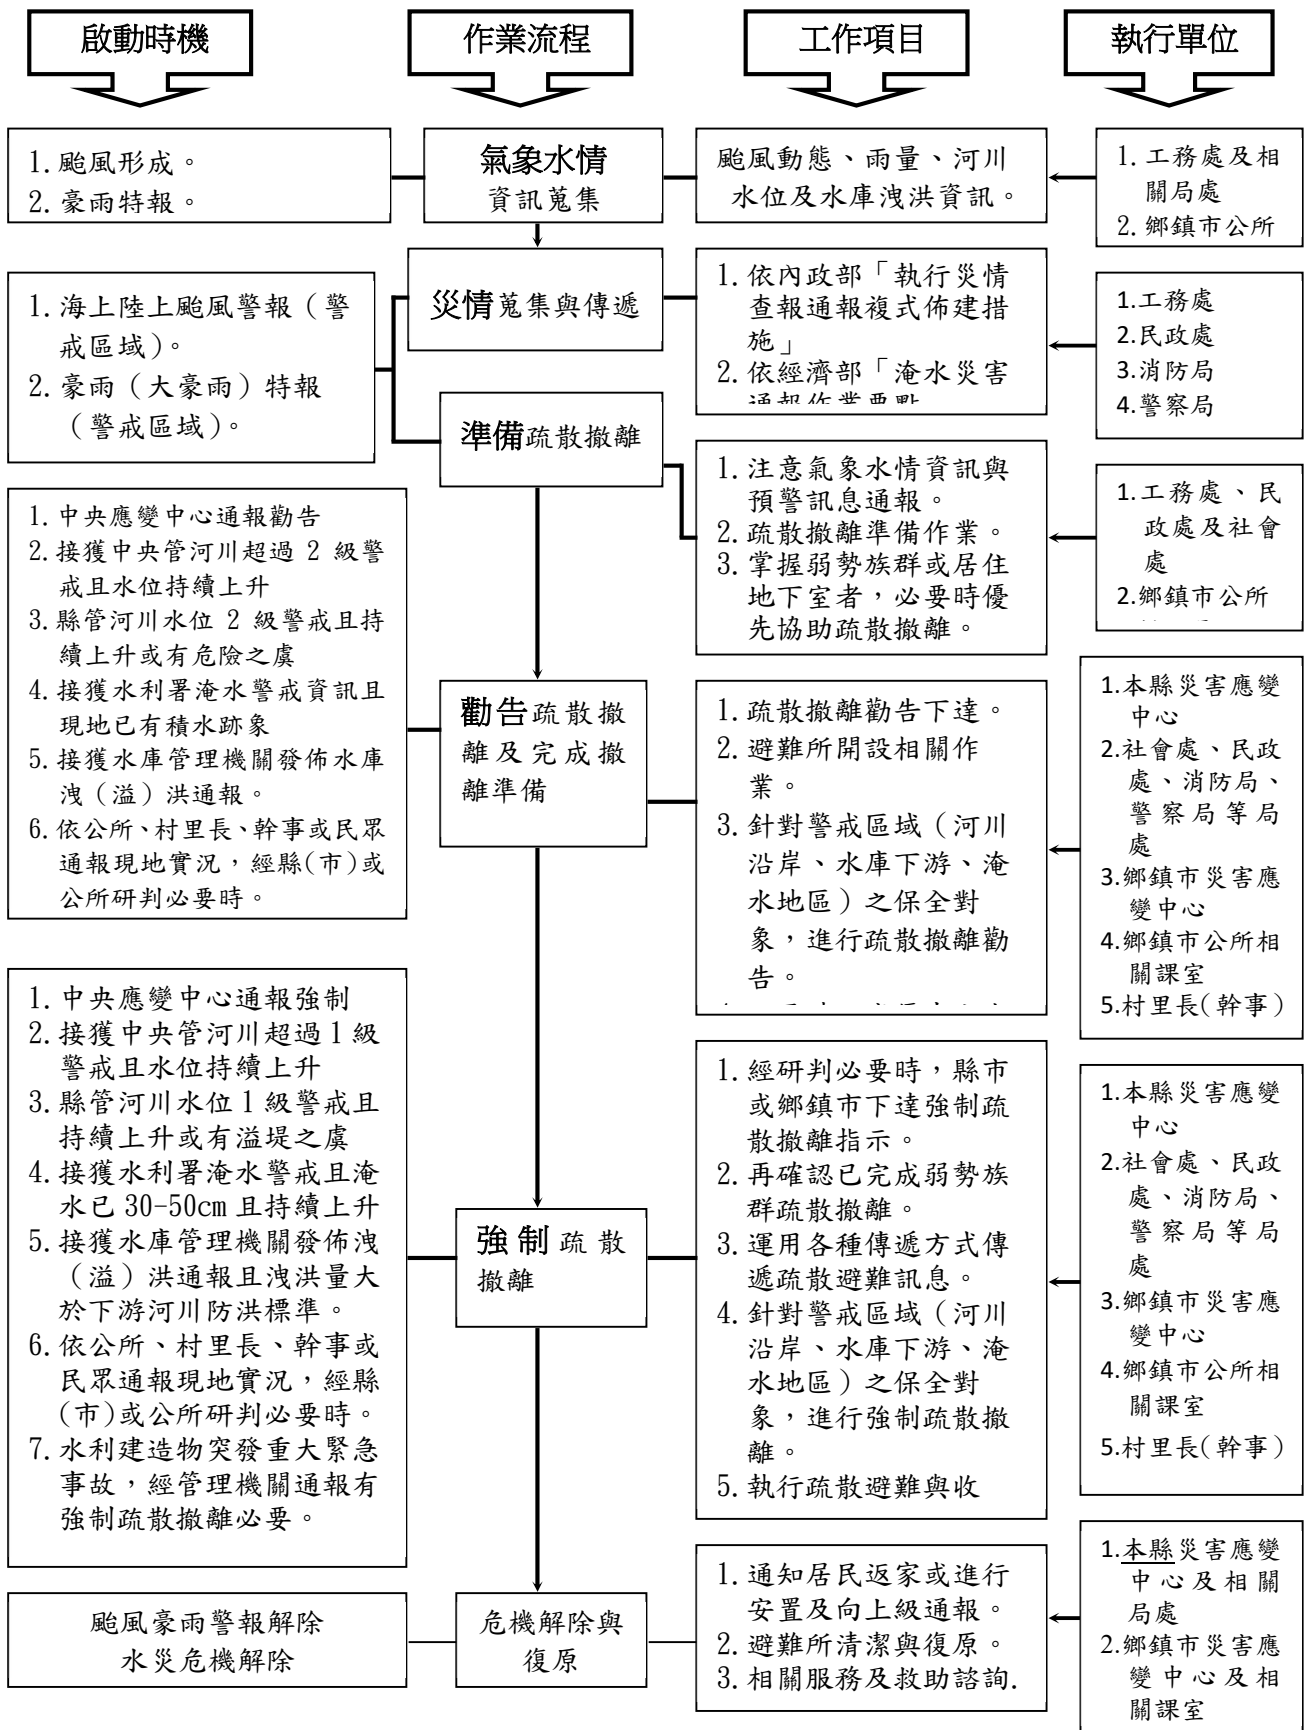 啟動時機
作業流程
工作項目
執行單位
1. 颱風形成。
2. 豪雨特報。
氣象水情
資訊蒐集
颱風動態、雨量、河川
水位及水庫洩洪資訊。
1. 工務處及相
關局處
2. 鄉鎮市公所
1. 海上陸上颱風警報（警
戒區域）。
2. 豪雨（大豪雨）特報
（警戒區域）。
災情蒐集與傳遞
1. 依內政部「執行災情
查報通報複式佈建措
施」
2. 依經濟部「淹水災害
通報作業要點
1.工務處
2.民政處
3.消防局
4.警察局
準備疏散撤離
1. 注意氣象水情資訊與
預警訊息通報。
2. 疏散撤離準備作業。
3. 掌握弱勢族群或居住
地下室者，必要時優
先協助疏散撤離。
1.工務處、民
政處及社會
處
2.鄉鎮市公所
1. 中央應變中心通報勸告
2. 接獲中央管河川超過 2 級警
戒且水位持續上升
3. 縣管河川水位 2 級警戒且持
續上升或有危險之虞
4. 接獲水利署淹水警戒資訊且
現地已有積水跡象
5. 接獲水庫管理機關發佈水庫
洩（溢）洪通報。
6. 依公所、村里長、幹事或民眾
通報現地實況，經縣(市)或
公所研判必要時。
勸告疏散撤
離及完成撤
離準備
1. 疏散撤離勸告下達。
2. 避難所開設相關作
業。
3. 針對警戒區域（河川
沿岸、水庫下游、淹
水地區）之保全對
象，進行疏散撤離勸
告。
1.本縣災害應變
中心
2.社會處、民政
處、消防局、
警察局等局
處
3.鄉鎮市災害應
變中心
4.鄉鎮市公所相
關課室
5.村里長(幹事)
1. 中央應變中心通報強制
2. 接獲中央管河川超過 1 級
警戒且水位持續上升
3. 縣管河川水位 1 級警戒且
持續上升或有溢堤之虞
4. 接獲水利署淹水警戒且淹
水已 30-50cm 且持續上升
5. 接獲水庫管理機關發佈洩
（溢）洪通報且洩洪量大
於下游河川防洪標準。
6. 依公所、村里長、幹事或
民眾通報現地實況，經縣
(市)或公所研判必要時。
7. 水利建造物突發重大緊急
事故，經管理機關通報有
強制疏散撤離必要。
強制疏散
撤離
1. 經研判必要時，縣市
或鄉鎮市下達強制疏
散撤離指示。
2. 再確認已完成弱勢族
群疏散撤離。
3. 運用各種傳遞方式傳
遞疏散避難訊息。
4. 針對警戒區域（河川
沿岸、水庫下游、淹
水地區）之保全對
象，進行強制疏散撤
離。
5. 執行疏散避難與收
1.本縣災害應變
中心
2.社會處、民政
處、消防局、
警察局等局
處
3.鄉鎮市災害應
變中心
4.鄉鎮市公所相
關課室
5.村里長(幹事)
颱風豪雨警報解除
水災危機解除
危機解除與
復原
1. 通知居民返家或進行
安置及向上級通報。
2. 避難所清潔與復原。
3. 相關服務及救助諮詢.
1.本縣災害應變
中心及相關
局處
2.鄉鎮市災害應
變中心及相
關課室